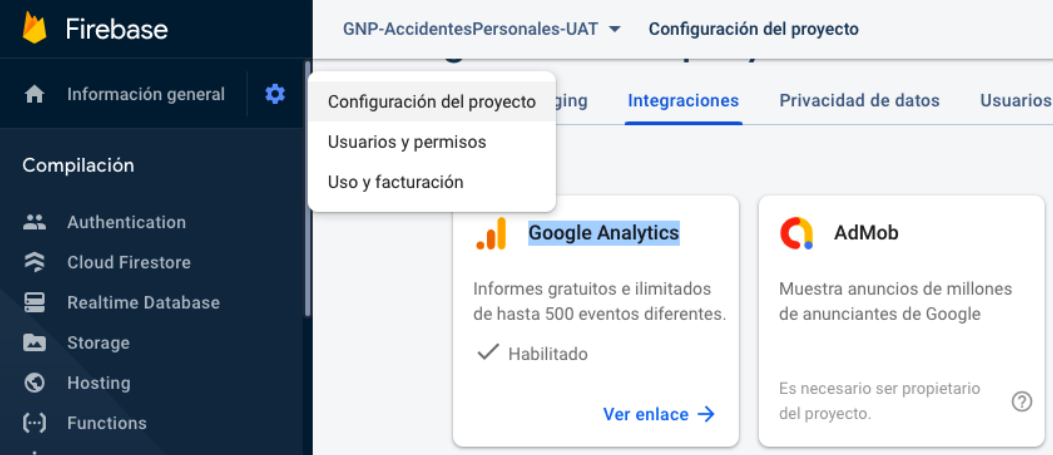 Firebase
GNP-AccidentesPersonales-UAT
Configuración del proyecto
Información general
Configuración del proyecto
Usuarios y permisos
Uso y facturación
ging
Integraciones
Privacidad de datos
Usuarios
Compilación
Authentication
Cloud Firestore
Realtime Database
Storage
Hosting
Functions
Google Analytics
Informes gratuitos e ilimitados
de hasta 500 eventos diferentes.
Habilitado
Ver enlace
AdMob
Muestra anuncios de millones
de anunciantes de Google
Es necesario ser propietario
del proyecto.